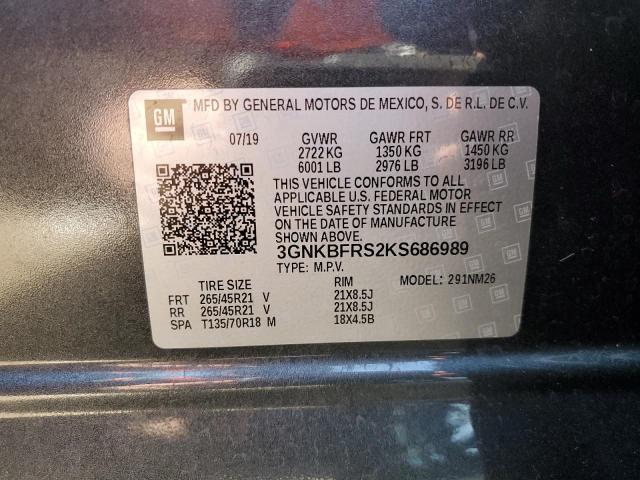 GM
MFD BY GENERAL MOTORS DE MEXICO, S. DE R.L. DE C.V.
07/19 GVWR GAWR FRT GAWR RR
2722 KG 1350 KG 1450 KG
6001 LB 2976 LB 3196 LB
THIS VEHICLE CONFORMS TO ALL
APPLICABLE U.S. FEDERAL MOTOR
VEHICLE SAFETY STANDARDS IN EFFECT
ON THE DATE OF MANUFACTURE
SHOWN ABOVE.
3GNKBFRS2KS686989
TYPE: M.P.V.
TIRE SIZE RIM MODEL: 291NM26
FRT 265/45R21 V 21X8.5J
RR 265/45R21 V 21X8.5J
SPA T135/70R18 M 18X4.5B